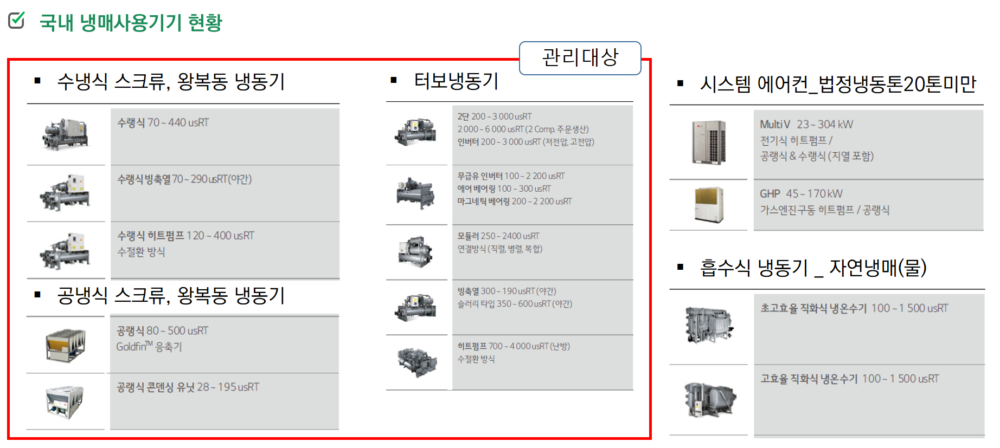 국내 냉매사용기기 현황
관리대상
▪ 수냉식 스크류, 왕복동 냉동기
수랭식 70 ~ 440 usRT
수랭식 빙축열 70 ~ 290 usRT(야간)
수랭식 히트펌프 120 ~ 400 usRT
수절환 방식
▪ 공냉식 스크류, 왕복동 냉동기
공랭식 80 ~ 500 usRT
Goldfin™ 응축기
공랭식 콘덴싱 유닛 28 ~ 195 usRT
▪ 터보냉동기
2단 200 ~ 3 000 usRT
2 000 ~ 6 000 usRT (2 Comp. 주문생산)
인버터 200 ~ 3 000 usRT (저전압, 고전압)
무급유 인버터 100 ~ 2 200 usRT
에어 베어링 100 ~ 300 usRT
마그네틱 베어링 200 ~ 2 200 usRT
모듈러 250 ~ 2400 usRT
연결방식 (직렬, 병렬, 복합)
빙축열 300 ~ 190 usRT (야간)
슬러리 타입 350 ~ 600 usRT (야간)
히트펌프 700 ~ 4 000 usRT (난방)
수절환 방식
▪ 시스템 에어컨_법정냉동톤20톤미만
Multi V 23 ~ 304 kW
전기식 히트펌프 /
공랭식 & 수랭식 (지열 포함)
GHP 45 ~ 170 kW
가스엔진구동 히트펌프 / 공랭식
▪ 흡수식 냉동기 _ 자연냉매(물)
초고효율 직화식 냉온수기 100 ~ 1 500 usRT
고효율 직화식 냉온수기 100 ~ 1 500 usRT